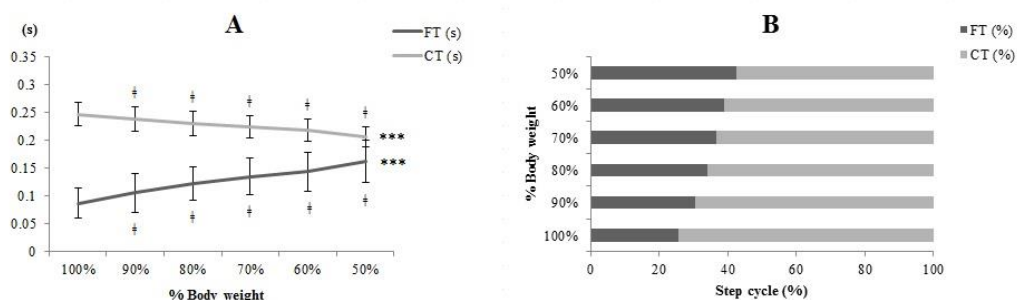 A
(s)
FT (s)
CT (s)
0.35
0.3
0.25
0.2
0.15
0.1
0.05
0
‡ ‡ ‡ ‡ ‡
***
***
‡ ‡ ‡ ‡ ‡
100% 90% 80% 70% 60% 50%
% Body weight
B
FT (%)
CT (%)
% Body weight
50%
60%
70%
80%
90%
100%
0 20 40 60 80 100
Step cycle (%)